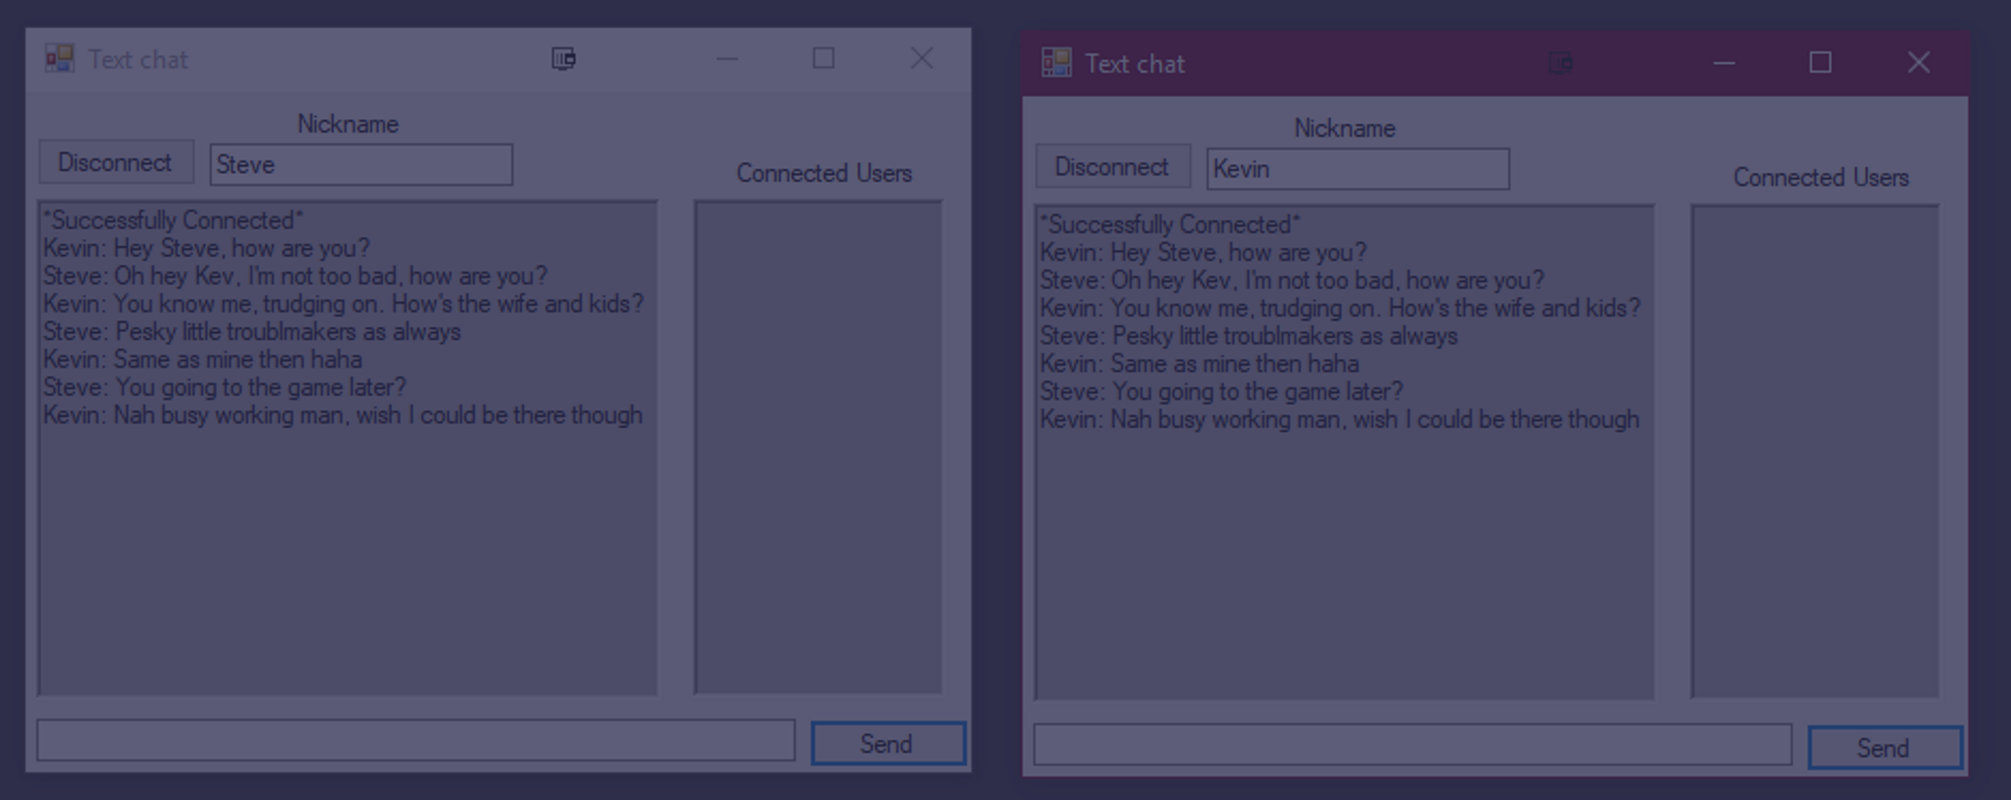 Text chat
Nickname
Disconnect
Steve
Connected Users
*Successfully Connected*
Kevin: Hey Steve, how are you?
Steve: Oh hey Kev, I'm not too bad, how are you?
Kevin: You know me, trudging on. How's the wife and kids?
Steve: Pesky little troublmakers as always
Kevin: Same as mine then haha
Steve: You going to the game later?
Kevin: Nah busy working man, wish I could be there though
Send
Text chat
Nickname
Disconnect
Kevin
Connected Users
*Successfully Connected*
Kevin: Hey Steve, how are you?
Steve: Oh hey Kev, I'm not too bad, how are you?
Kevin: You know me, trudging on. How's the wife and kids?
Steve: Pesky little troublmakers as always
Kevin: Same as mine then haha
Steve: You going to the game later?
Kevin: Nah busy working man, wish I could be there though
Send